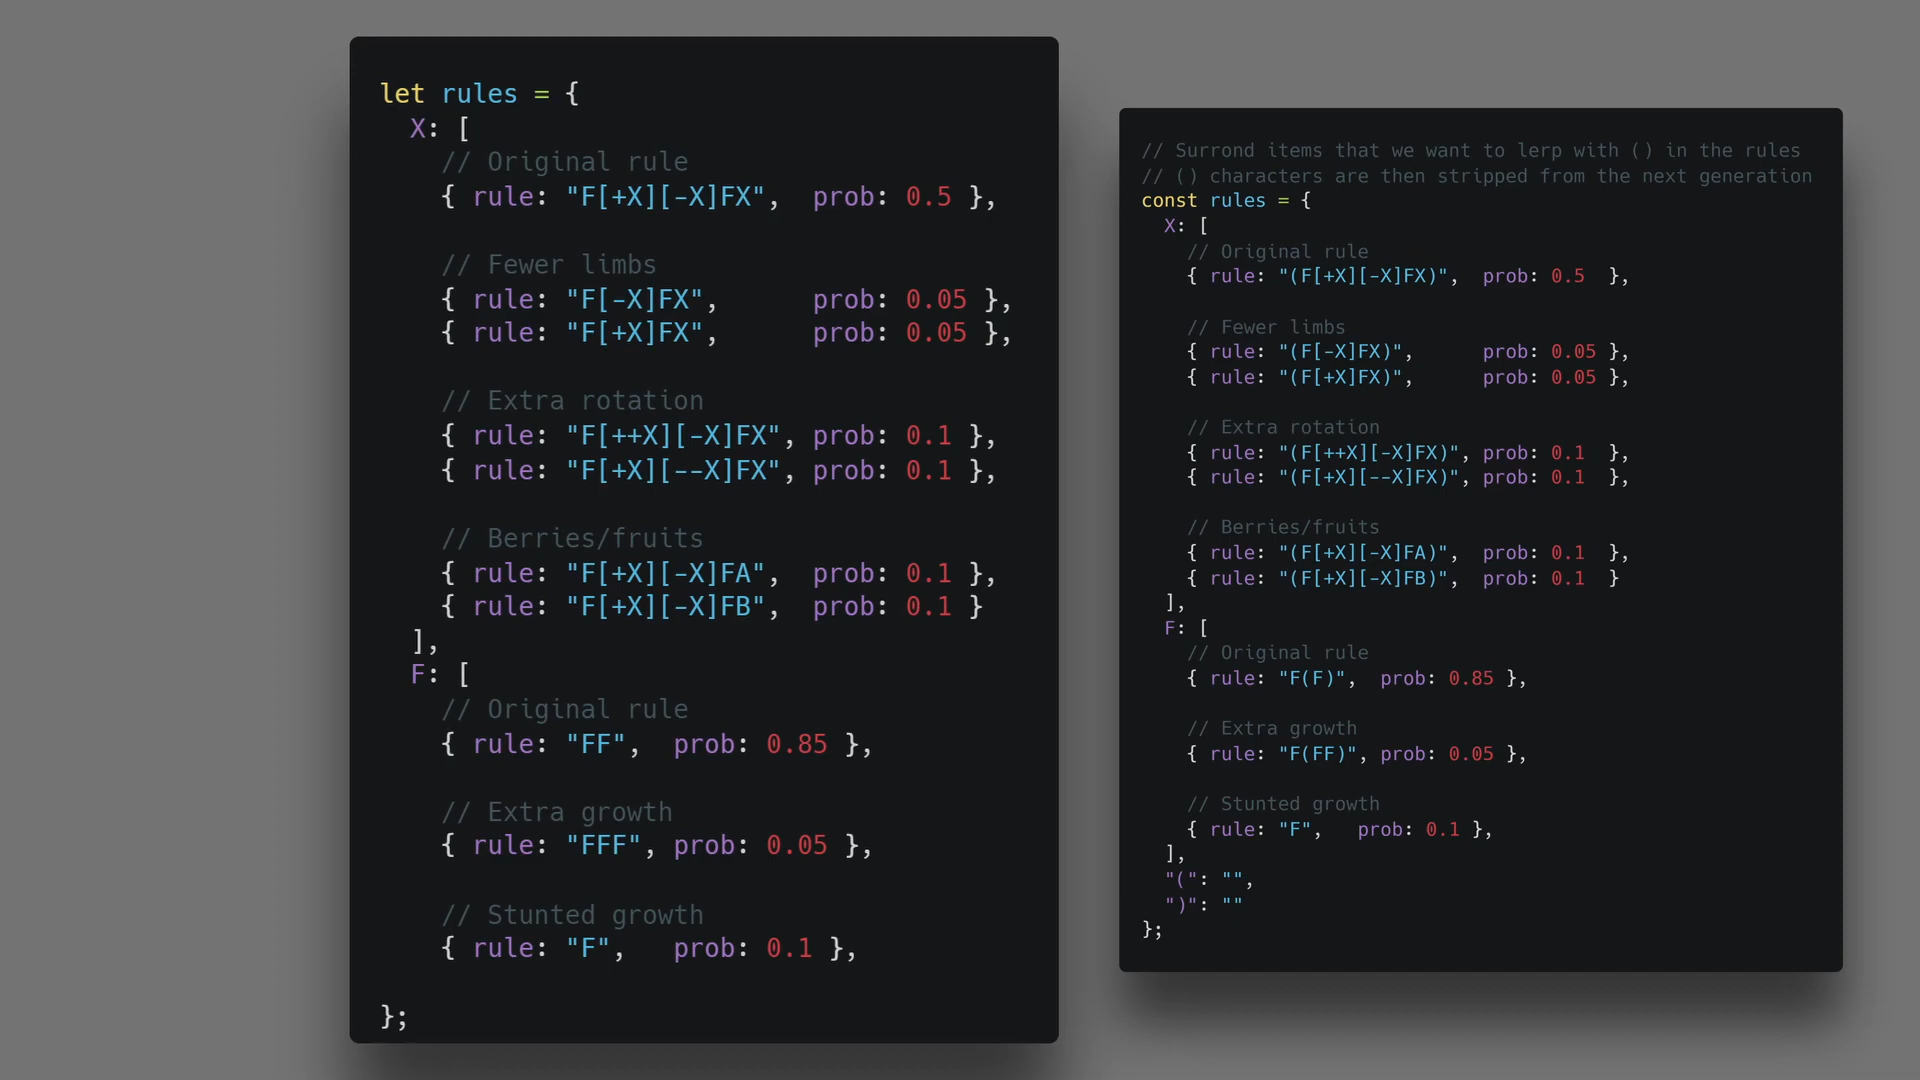 let rules = {
X: [
// Original rule
{ rule: "F[+X][-X]FX", prob: 0.5 },
// Fewer limbs
{ rule: "F[-X]FX", prob: 0.05 },
{ rule: "F[+X]FX", prob: 0.05 },
// Extra rotation
{ rule: "F[++X][-X]FX", prob: 0.1 },
{ rule: "F[+X][--X]FX", prob: 0.1 },
// Berries/fruits
{ rule: "F[+X][-X]FA", prob: 0.1 },
{ rule: "F[+X][-X]FB", prob: 0.1 }
],
F: [
// Original rule
{ rule: "FF", prob: 0.85 },
// Extra growth
{ rule: "FFF", prob: 0.05 },
// Stunted growth
{ rule: "F", prob: 0.1 },
};
// Surrond items that we want to lerp with () in the rules
// () characters are then stripped from the next generation
const rules = {
X: [
// Original rule
{ rule: "(F[+X][-X]FX)", prob: 0.5 },
// Fewer limbs
{ rule: "(F[-X]FX)", prob: 0.05 },
{ rule: "(F[+X]FX)", prob: 0.05 },
// Extra rotation
{ rule: "(F[++X][-X]FX)", prob: 0.1 },
{ rule: "(F[+X][--X]FX)", prob: 0.1 },
// Berries/fruits
{ rule: "(F[+X][-X]FA)", prob: 0.1 },
{ rule: "(F[+X][-X]FB)", prob: 0.1 }
],
F: [
// Original rule
{ rule: "F(F)", prob: 0.85 },
// Extra growth
{ rule: "F(FF)", prob: 0.05 },
// Stunted growth
{ rule: "F", prob: 0.1 },
],
"(": "",
")": ""
};